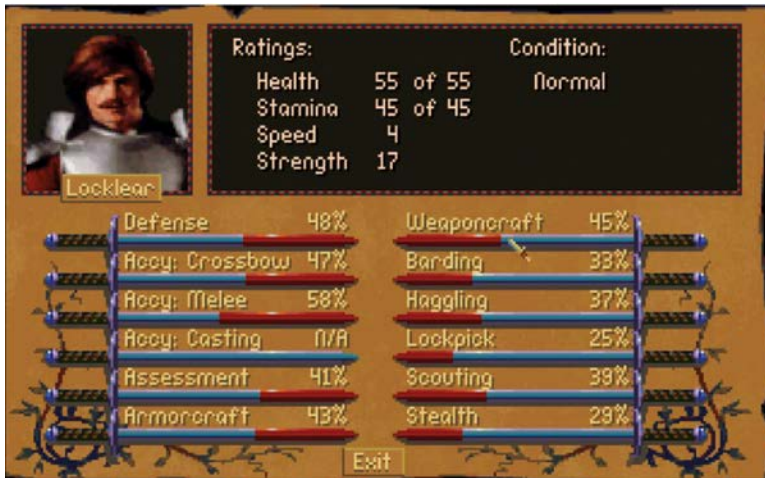 Ratings:
Condition:
Health 55 of 55
Normal
Stamina 45 of 45
Speed 4
Strength 17
Locklear
Defense 48%
Accy: Crossbow 47%
Accy: Melee 58%
Accy: Casting N/A
Assessment 41%
Armorcraft 43%
Weaponcraft 45%
Barding 33%
Haggling 37%
Lockpick 25%
Scouting 39%
Stealth 29%
Exit